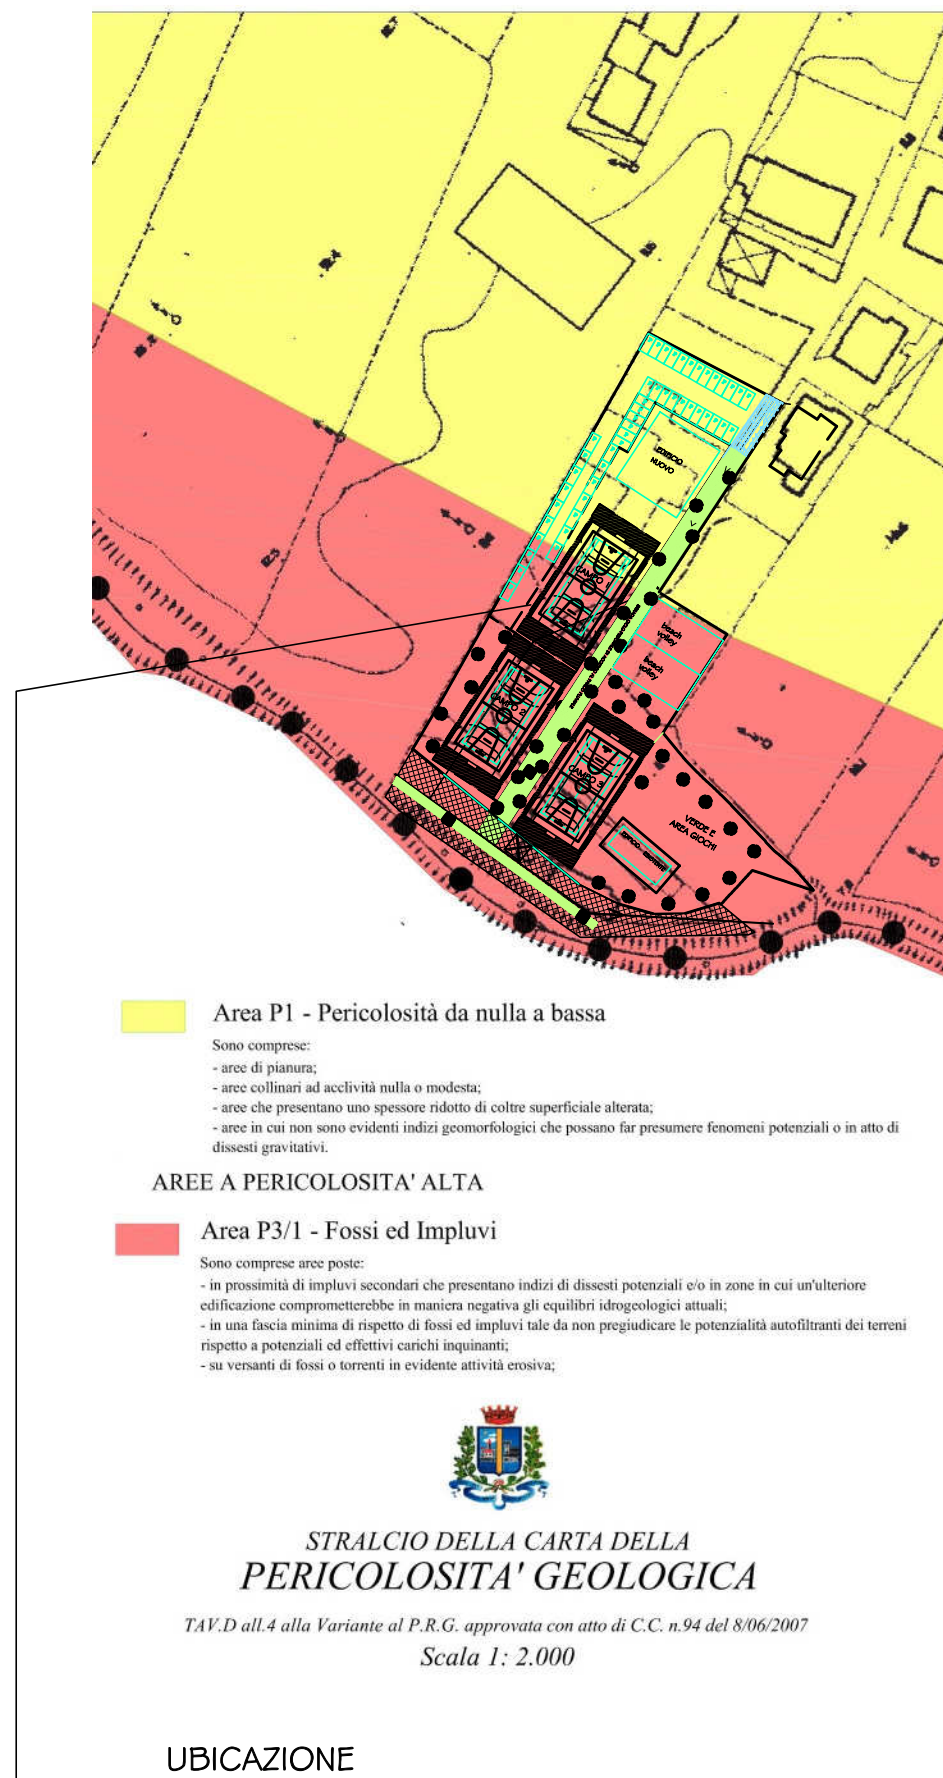 EDIFICIO
NUOVO
CAMPO
beach
volley
beach
volley
CAMPO
2
CAMPO
VERDE E
AREA GIOCHI
Area P1 - Pericolosità da nulla a bassa
Sono comprese:
- aree di pianura;
- aree collinari ad acclività nulla o modesta;
- aree che presentano uno spessore ridotto di coltre superficiale alterata;
- aree in cui non sono evidenti indizi geomorfologici che possano far presumere fenomeni potenziali o in atto di
dissesti gravitativi.
AREE A PERICOLOSITA' ALTA
Area P3/1 - Fossi ed Impluvi
Sono comprese aree poste:
- in prossimità di impluvi secondari che presentano indizi di dissesti potenziali e/o in zone in cui un'ulteriore
edificazione comprometterebbe in maniera negativa gli equilibri idrogeologici attuali;
- in una fascia minima di rispetto di fossi ed impluvi tale da non pregiudicare le potenzialità autofiltranti dei terreni
rispetto a potenziali ed effettivi carichi inquinanti;
- su versanti di fossi o torrenti in evidente attività erosiva;
STRALCIO DELLA CARTA DELLA
PERICOLOSITA' GEOLOGICA
TAV.D all.4 alla Variante al P.R.G. approvata con atto di C.C. n.94 del 8/06/2007
Scala 1: 2.000
UBICAZIONE